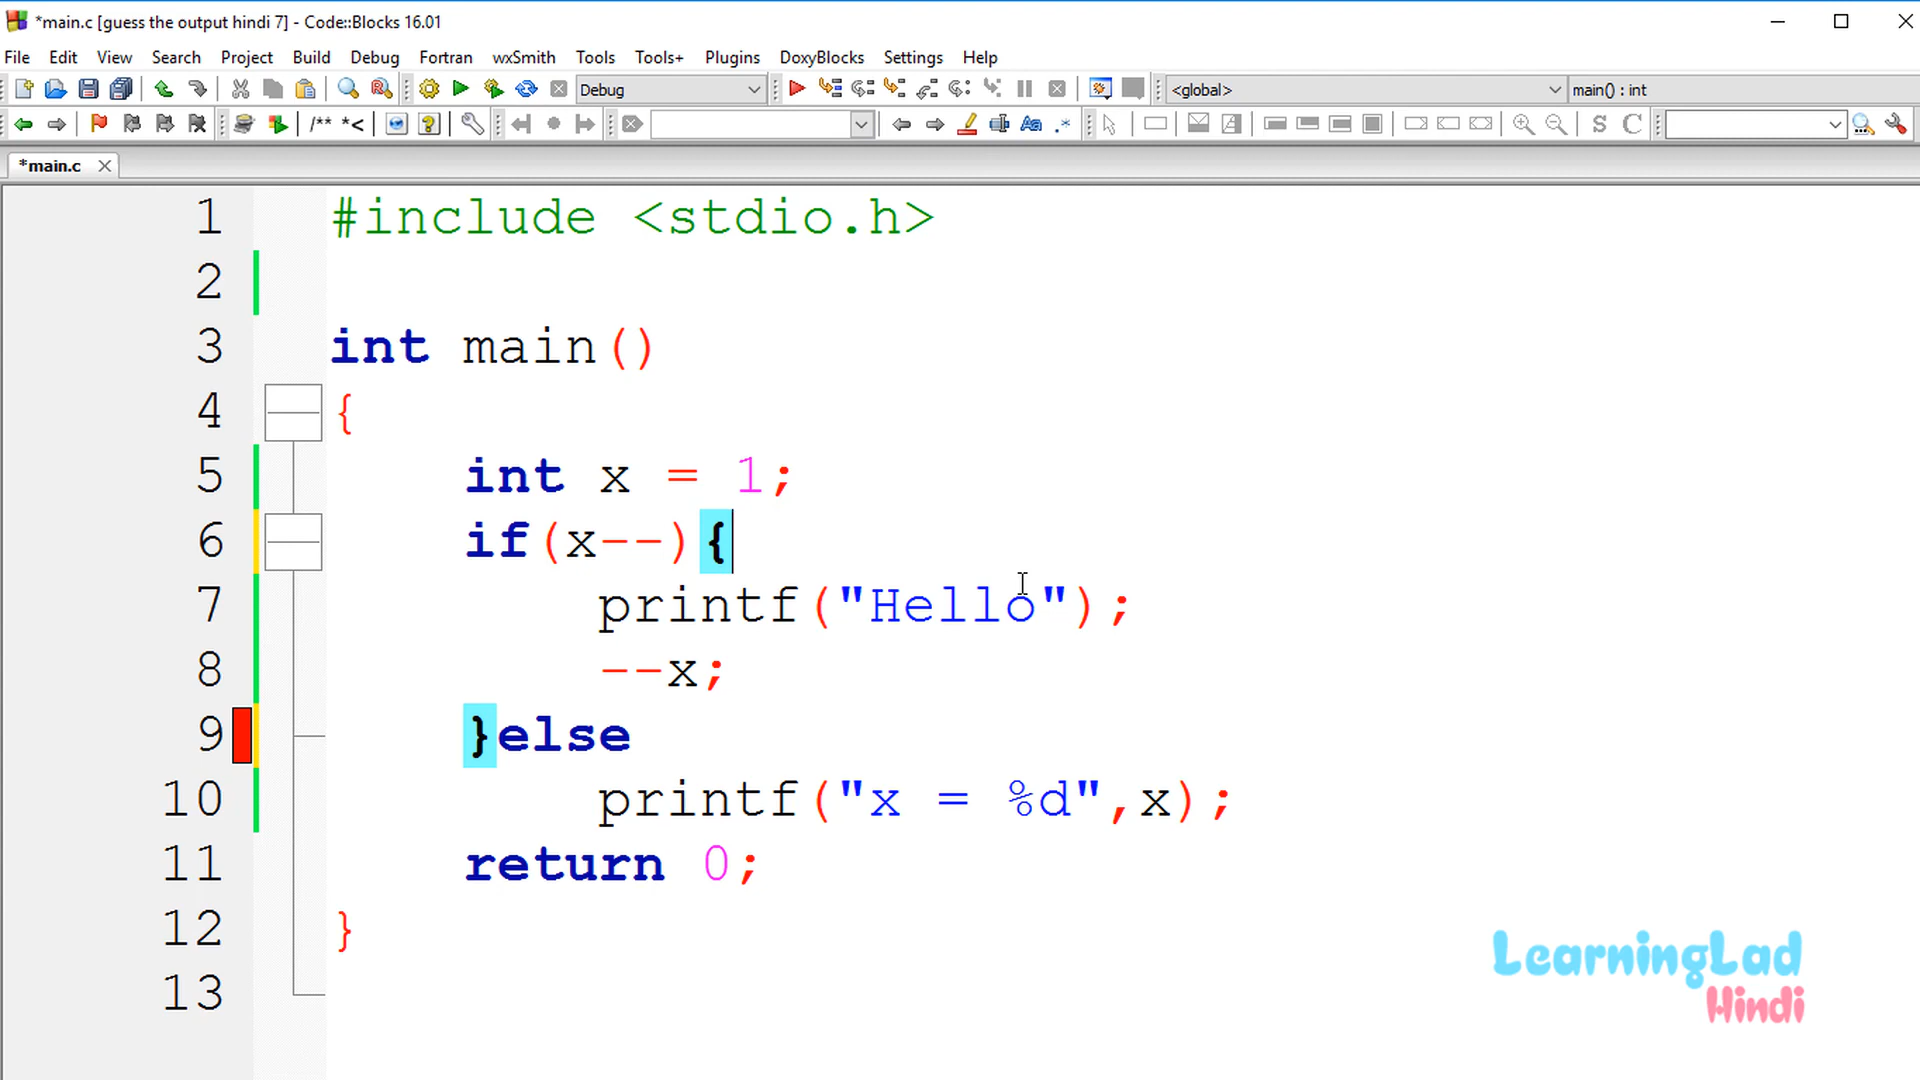 *main.c [guess the output hindi 7] - Code::Blocks 16.01
File Edit View Search Project Build Debug Fortran wxSmith Tools Tools+ Plugins DoxyBlocks Settings Help
Debug <global> main() : int
/** *< Aa .* S C
*main.c
1 #include <stdio.h>
2
3 int main()
4 {
5 int x = 1;
6 if(x--){
7 printf("Hello");
8 --x;
9 }else
10 printf("x = %d",x);
11 return 0;
12 }
13
LearningLad
Hindi